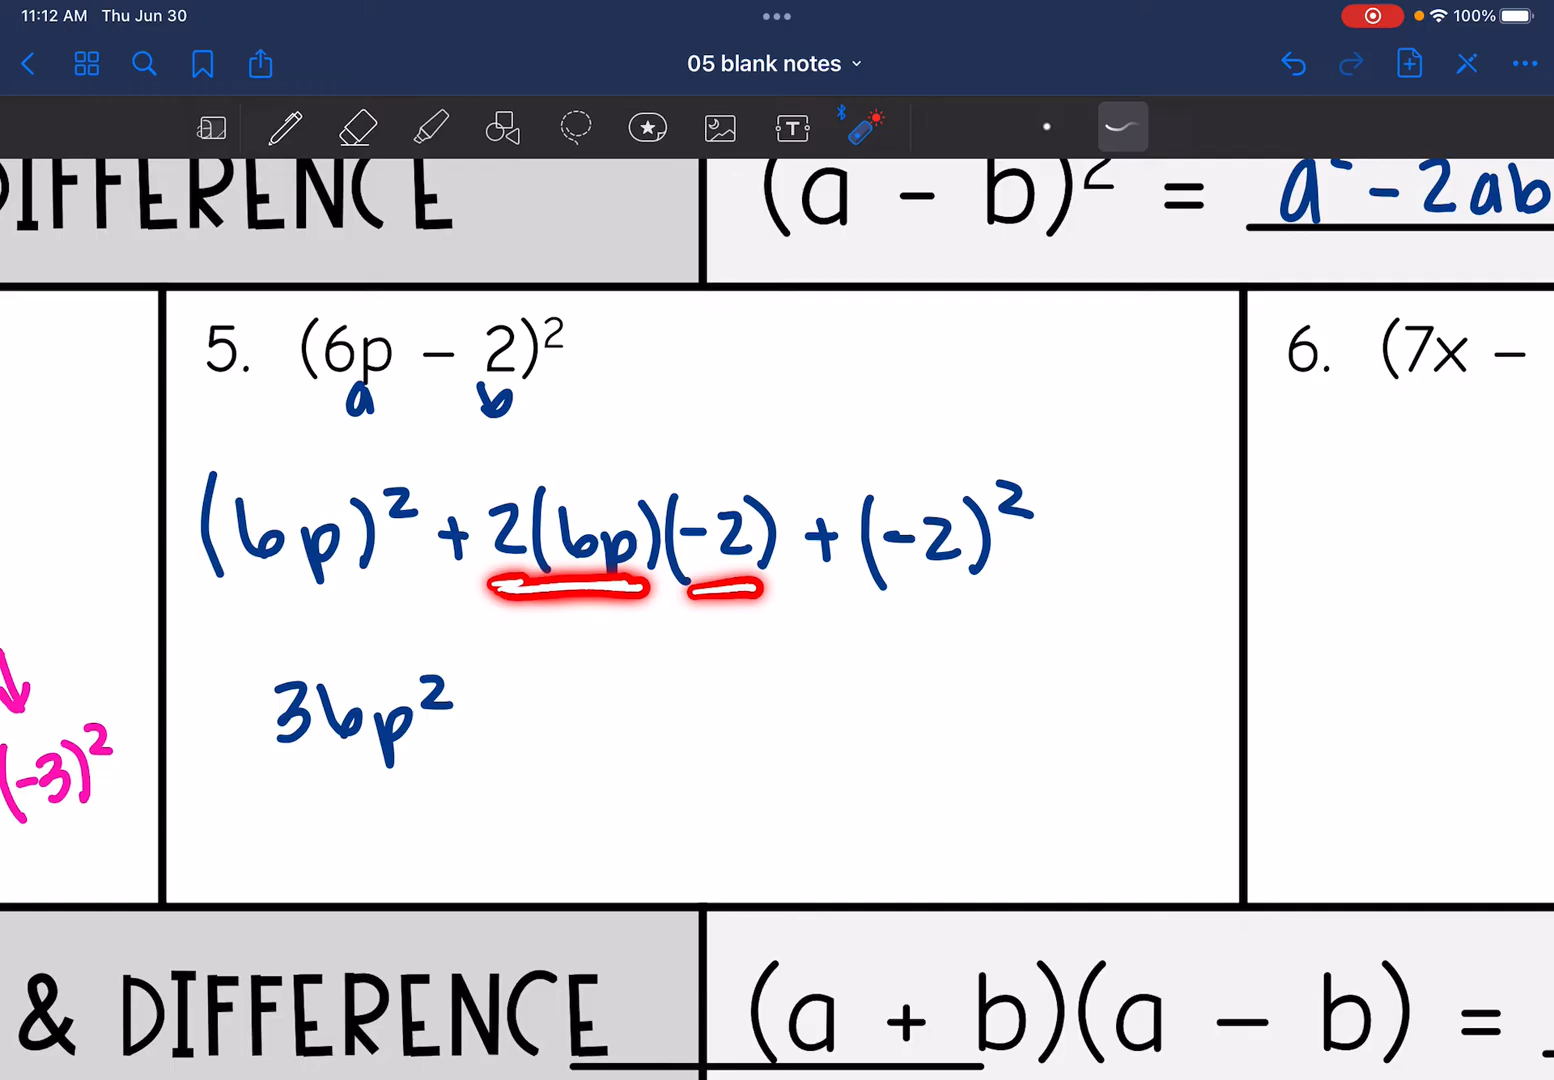 11:12 AM Thu Jun 30
100%
05 blank notes
T
DIFFERENCE
(a - b)² = a² - 2ab
5. (6p - 2)²
a b
(6p)² + 2(6p)(-2) + (-2)²
36p²
(-3)²
6. (7x -
& DIFFERENCE
(a + b)(a - b) =